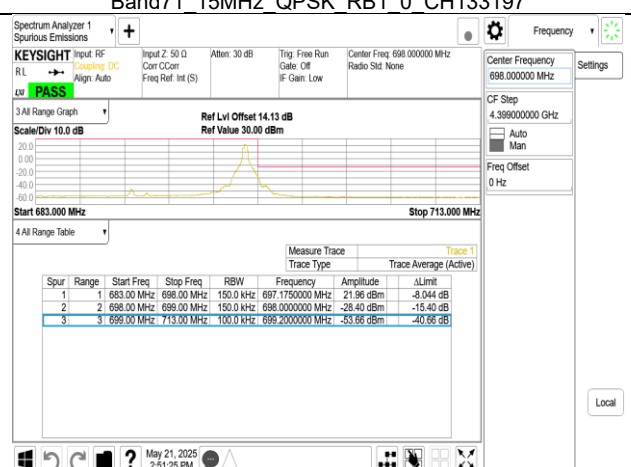 Band71_15MHz_QPSK_RB1_0_CH133197
Spectrum Analyzer 1
Spurious Emissions
Frequency
KEYSIGHT
Input: RF
Coupling: DC
Align: Auto
Input Z: 50 Ω
Corr CCorr
Freq Ref: Int (S)
Atten: 30 dB
Trig: Free Run
Gate: Off
IF Gain: Low
Center Freq: 698.000000 MHz
Radio Std: None
RL
LXI
PASS
Center Frequency
698.000000 MHz
Settings
CF Step
4.399000000 GHz
Auto
Man
Freq Offset
0 Hz
3 All Range Graph
Scale/Div 10.0 dB
Ref Lvl Offset 14.13 dB
Ref Value 30.00 dBm
20.0
0.00
-20.0
-40.0
-60.0
Start 683.000 MHz
Stop 713.000 MHz
4 All Range Table
Measure Trace Trace 1
Trace Type Trace Average (Active)
Spur Range Start Freq Stop Freq RBW Frequency Amplitude ΔLimit
1 1 683.00 MHz 698.00 MHz 150.0 kHz 697.1750000 MHz 21.96 dBm -8.044 dB
2 2 698.00 MHz 699.00 MHz 150.0 kHz 698.0000000 MHz -28.40 dBm -15.40 dB
3 3 699.00 MHz 713.00 MHz 100.0 kHz 699.2000000 MHz -53.66 dBm -40.66 dB
Local
May 21, 2025
2:51:25 PM